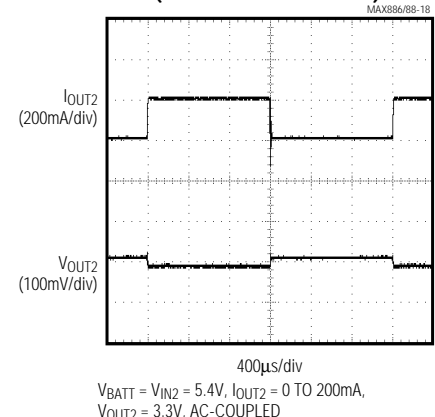 MAX886/88-18
IOUT2
(200mA/div)
VOUT2
(100mV/div)
400µs/div
VBATT = VIN2 = 5.4V, IOUT2 = 0 TO 200mA,
VOUT2 = 3.3V, AC-COUPLED